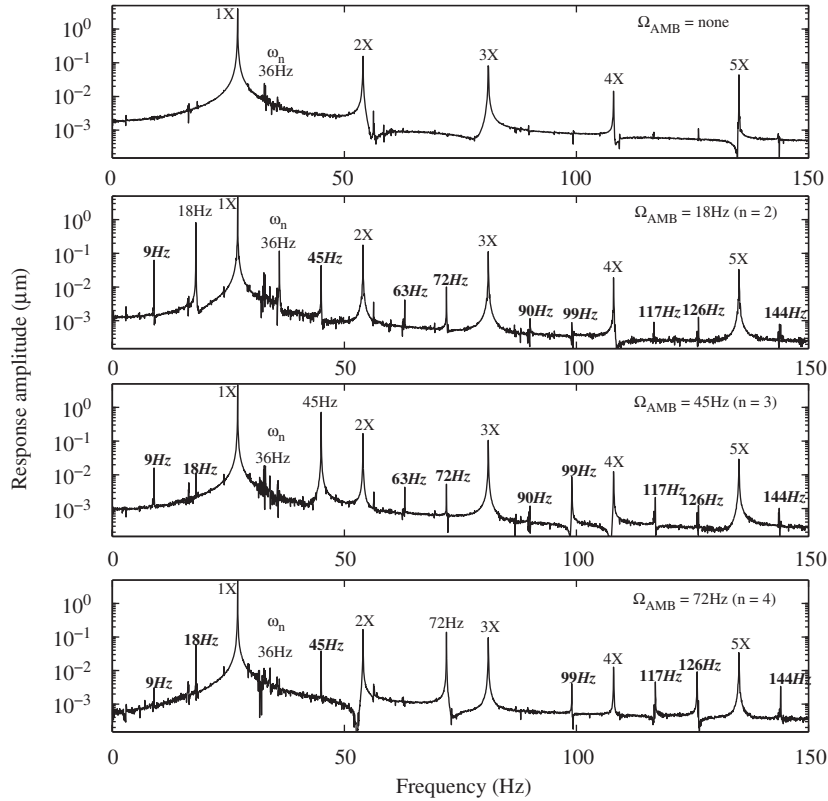 Response amplitude (μm)
Ω_AMB = none
1X
ω_n
36Hz
2X
3X
4X
5X
10^0
10^-1
10^-2
10^-3
0 50 100 150
Ω_AMB = 18Hz (n = 2)
9Hz
18Hz
1X
ω_n
36Hz
45Hz
2X
63Hz
72Hz
3X
90Hz
99Hz
4X
117Hz
126Hz
5X
144Hz
10^0
10^-1
10^-2
10^-3
0 50 100 150
Ω_AMB = 45Hz (n = 3)
9Hz
18Hz
1X
ω_n
36Hz
45Hz
2X
63Hz
72Hz
3X
90Hz
99Hz
4X
117Hz
126Hz
5X
144Hz
10^0
10^-1
10^-2
10^-3
0 50 100 150
Ω_AMB = 72Hz (n = 4)
9Hz
18Hz
1X
ω_n
36Hz
45Hz
2X
72Hz
3X
99Hz
4X
117Hz
126Hz
5X
144Hz
10^0
10^-1
10^-2
10^-3
0 50 100 150
Frequency (Hz)